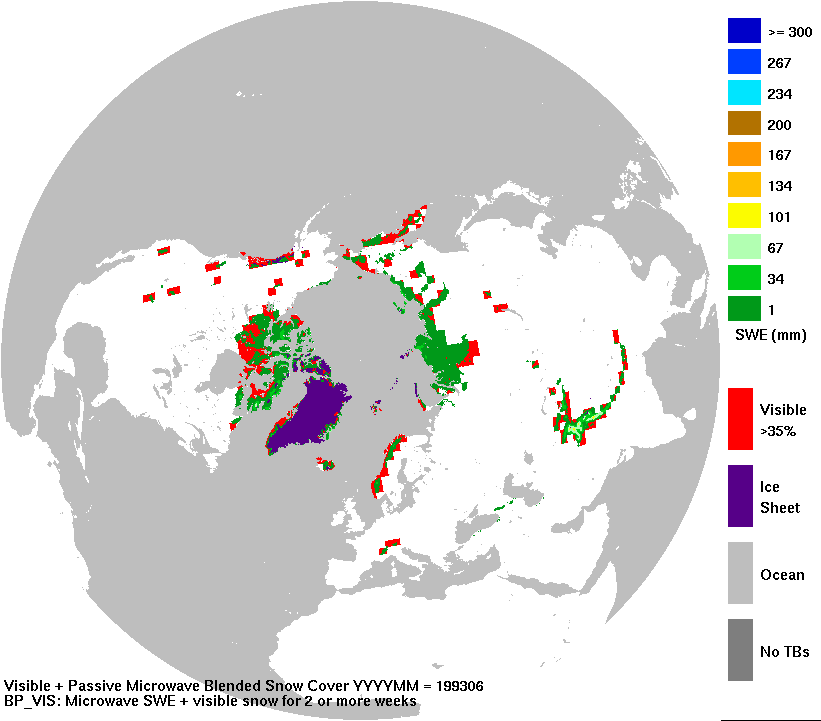 >= 300
267
234
200
167
134
101
67
34
1
SWE (mm)
Visible
>35%
Ice
Sheet
Ocean
No TBs
Visible + Passive Microwave Blended Snow Cover YYYYMM = 199306
BP_VIS: Microwave SWE + visible snow for 2 or more weeks